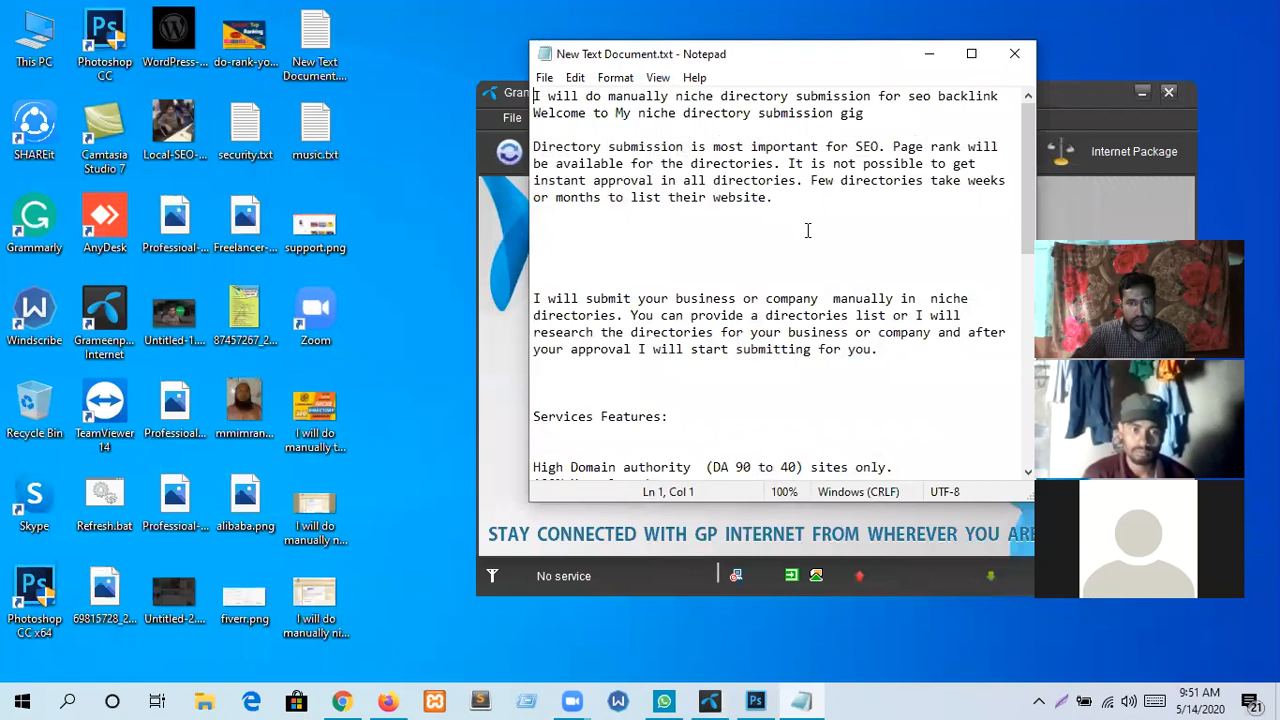 This PC
Photoshop CC
WordPress-...
do-rank-yo...
New Text Document....
SHAREit
Camtasia Studio 7
Local-SEO-...
security.txt
music.txt
Grammarly
AnyDesk
Professional-...
Freelancer-...
support.png
Windscribe
Grameenp... Internet
Untitled-1....
87457267_2...
Zoom
Recycle Bin
TeamViewer 14
Professional...
mmimran...
I will do manually t...
Skype
Refresh.bat
Professional-...
alibaba.png
I will do manually n...
Photoshop CC x64
69815728_2...
Untitled-2....
fiverr.png
I will do manually ni...
New Text Document.txt - Notepad
File Edit Format View Help
I will do manually niche directory submission for seo backlink
Welcome to My niche directory submission gig
Directory submission is most important for SEO. Page rank will
be available for the directories. It is not possible to get
instant approval in all directories. Few directories take weeks
or months to list their website.
I will submit your business or company  manually in  niche
directories. You can provide a directories list or I will
research the directories for your business or company and after
your approval I will start submitting for you.
Services Features:
High Domain authority  (DA 90 to 40) sites only.
Ln 1, Col 1 100% Windows (CRLF) UTF-8
Gran
File
Internet Package
STAY CONNECTED WITH GP INTERNET FROM WHEREVER YOU ARE
No service
9:51 AM
5/14/2020
21